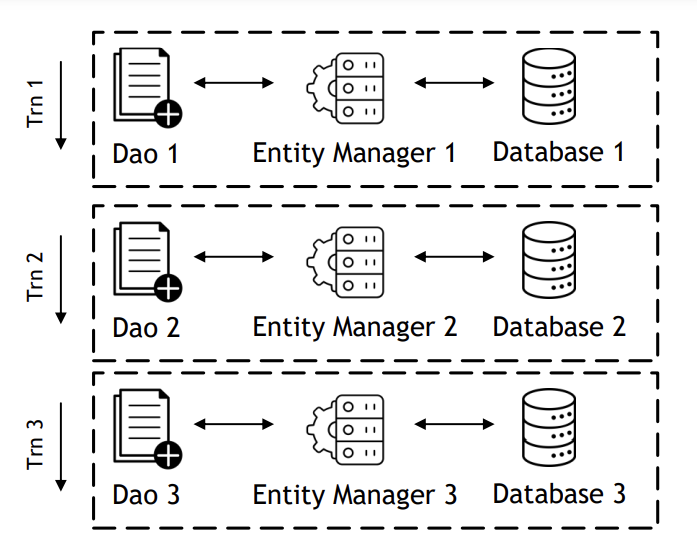 Trn 1
Dao 1
Entity Manager 1
Database 1
Trn 2
Dao 2
Entity Manager 2
Database 2
Trn 3
Dao 3
Entity Manager 3
Database 3